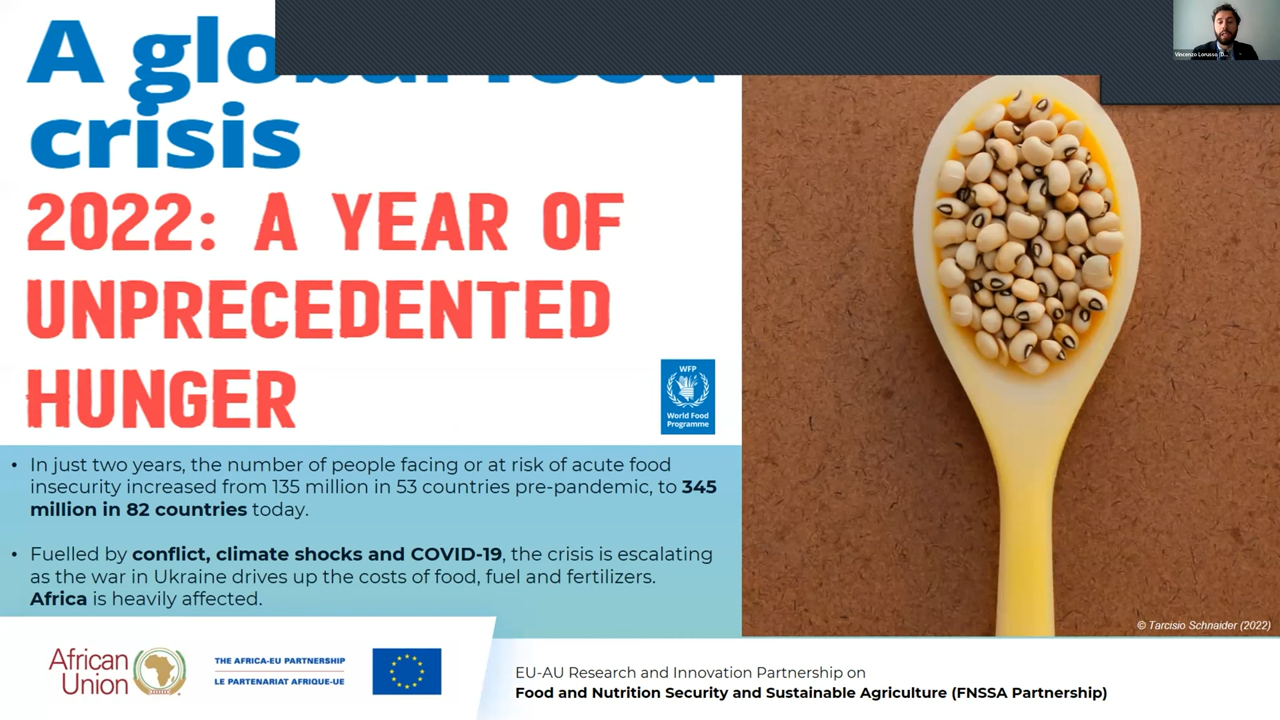 A global food
crisis
2022: A YEAR OF
UNPRECEDENTED
HUNGER
WFP
World Food
Programme
• In just two years, the number of people facing or at risk of acute food
insecurity increased from 135 million in 53 countries pre-pandemic, to 345
million in 82 countries today.
• Fuelled by conflict, climate shocks and COVID-19, the crisis is escalating
as the war in Ukraine drives up the costs of food, fuel and fertilizers.
Africa is heavily affected.
© Tarcisio Schnaider (2022)
African
Union
THE AFRICA-EU PARTNERSHIP
LE PARTENARIAT AFRIQUE-UE
EU-AU Research and Innovation Partnership on
Food and Nutrition Security and Sustainable Agriculture (FNSSA Partnership)
Vincenzo Lorusso